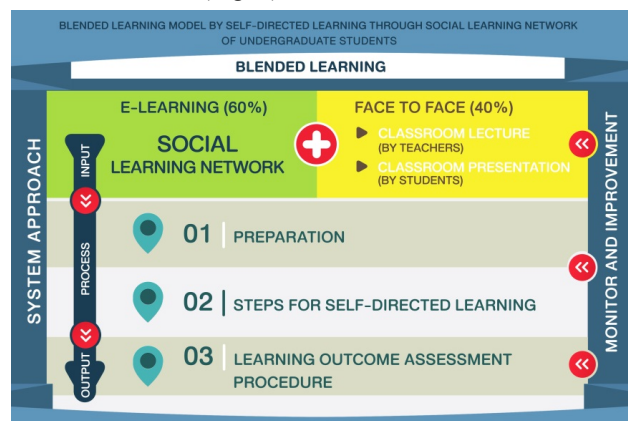 BLENDED LEARNING MODEL BY SELF-DIRECTED LEARNING THROUGH SOCIAL LEARNING NETWORK
OF UNDERGRADUATE STUDENTS
BLENDED LEARNING
SYSTEM APPROACH
INPUT
PROCESS
OUTPUT
E-LEARNING (60%)
SOCIAL
LEARNING NETWORK
FACE TO FACE (40%)
CLASSROOM LECTURE
(BY TEACHERS)
CLASSROOM PRESENTATION
(BY STUDENTS)
01 PREPARATION
02 STEPS FOR SELF-DIRECTED LEARNING
03 LEARNING OUTCOME ASSESSMENT
PROCEDURE
MONITOR AND IMPROVEMENT